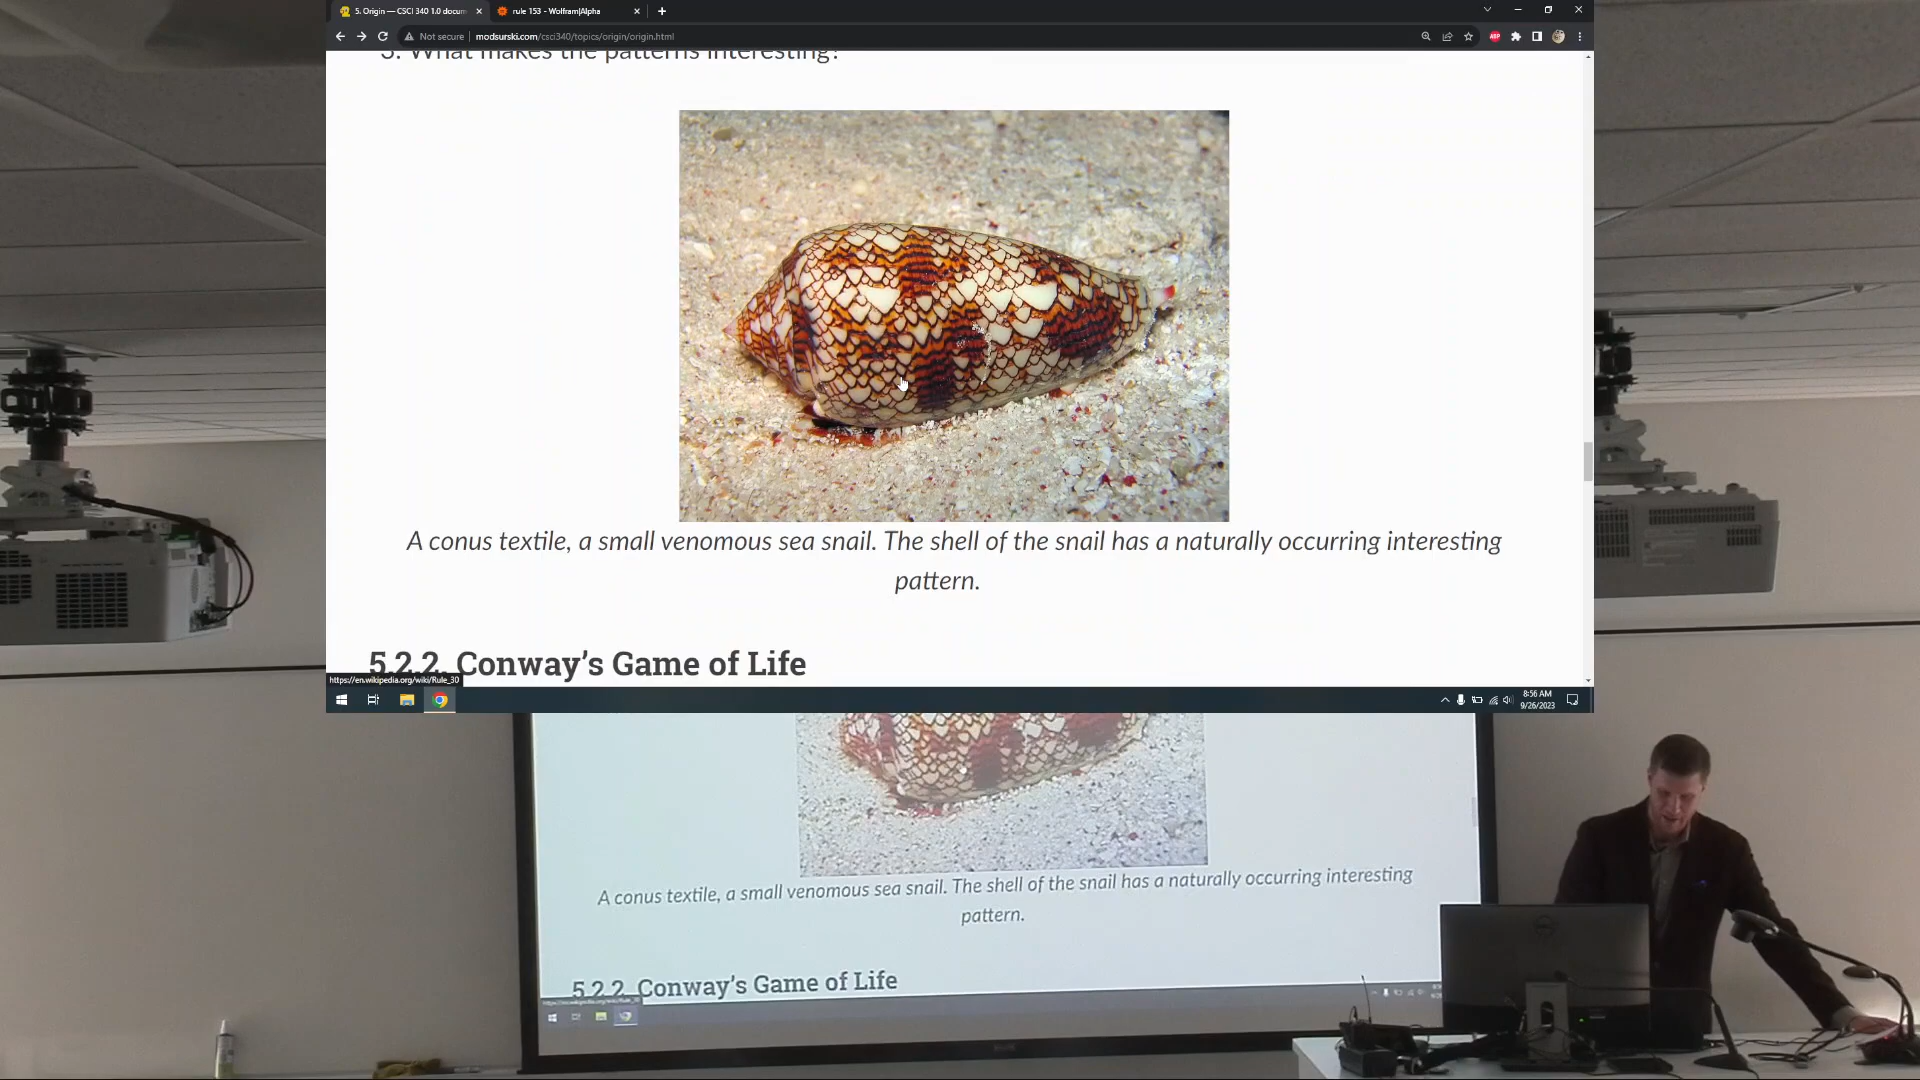 5. Origin — CSCI 340 1.0 docum
rule 153 - Wolfram|Alpha
Not secure
modsurski.com/csci340/topics/origin/origin.html
ABP
3. What makes the patterns interesting?
A conus textile, a small venomous sea snail. The shell of the snail has a naturally occurring interesting
pattern.
5.2.2. Conway's Game of Life
https://en.wikipedia.org/wiki/Rule_30
8:56 AM
9/26/2023
A conus textile, a small venomous sea snail. The shell of the snail has a naturally occurring interesting
pattern.
5.2.2. Conway's Game of Life